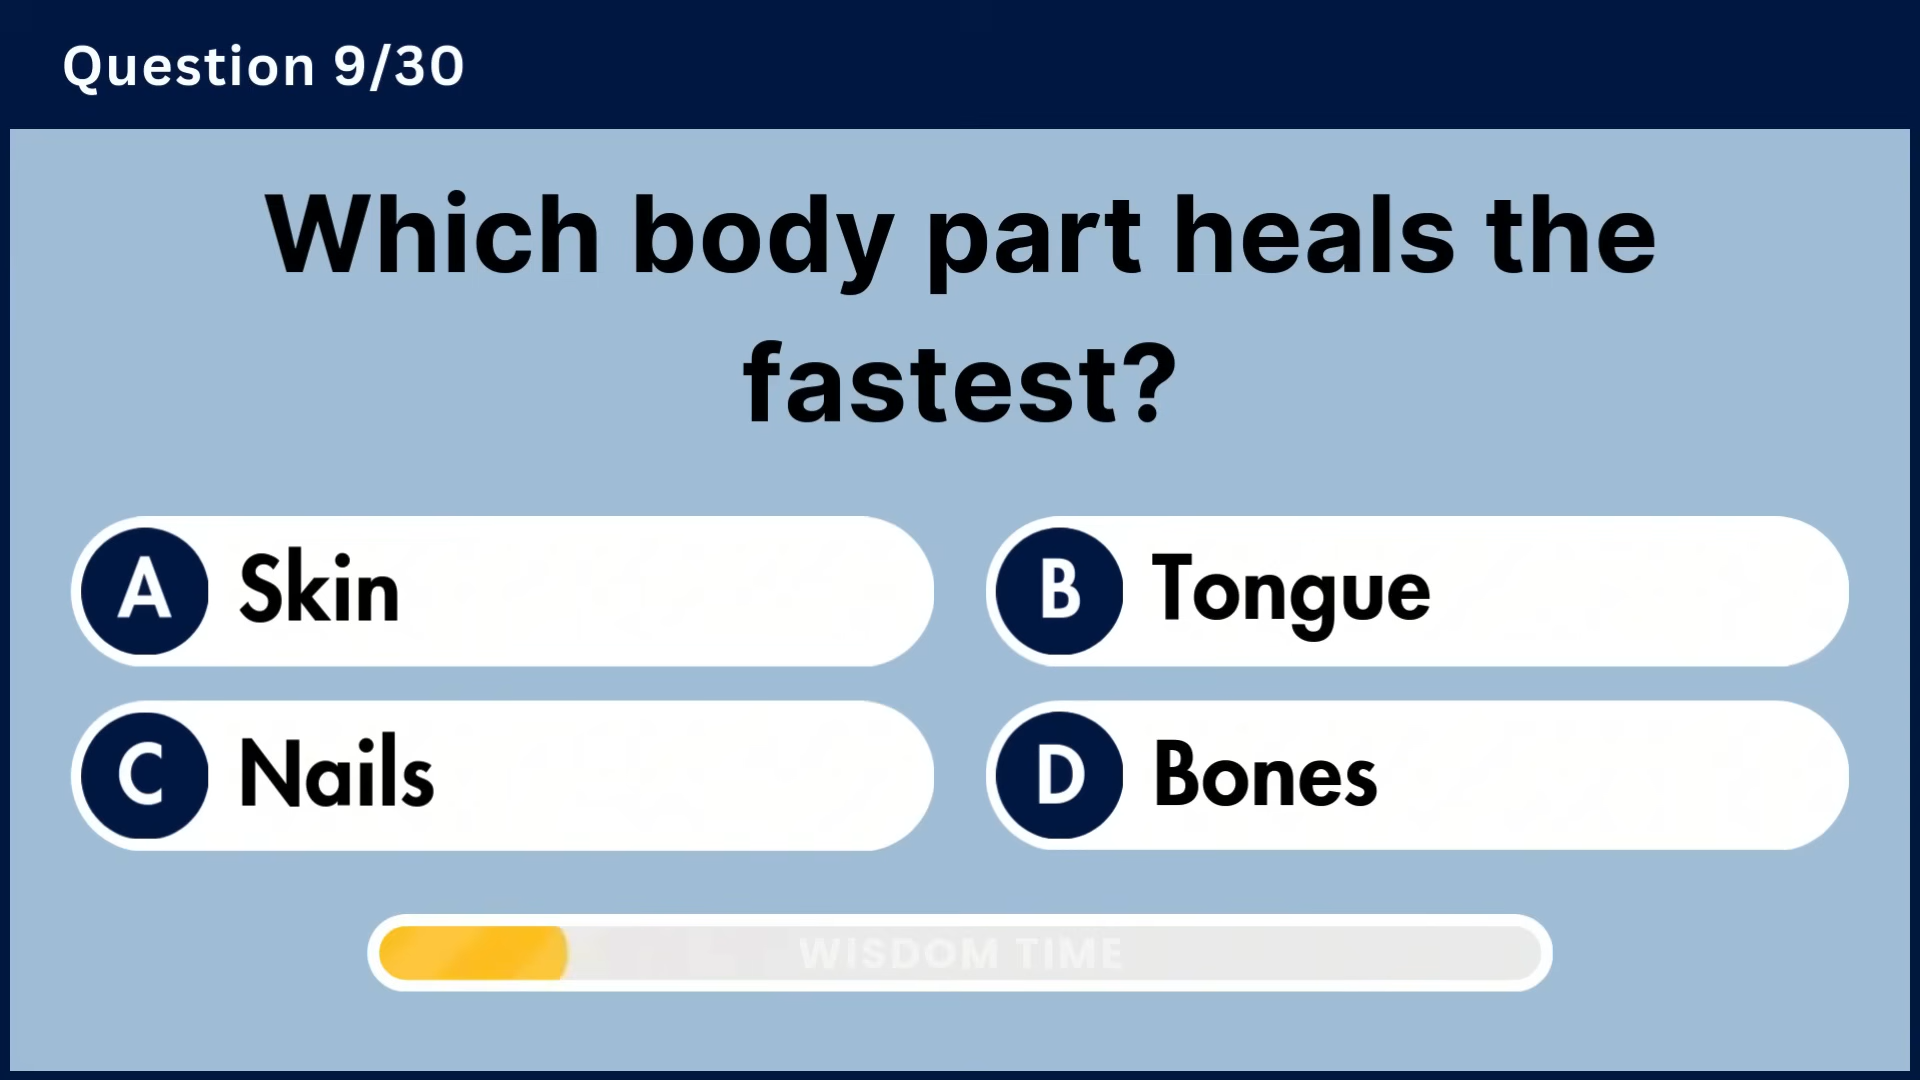 Question 9/30
Which body part heals the
fastest?
A Skin
B Tongue
C Nails
D Bones
WISDOM TIME